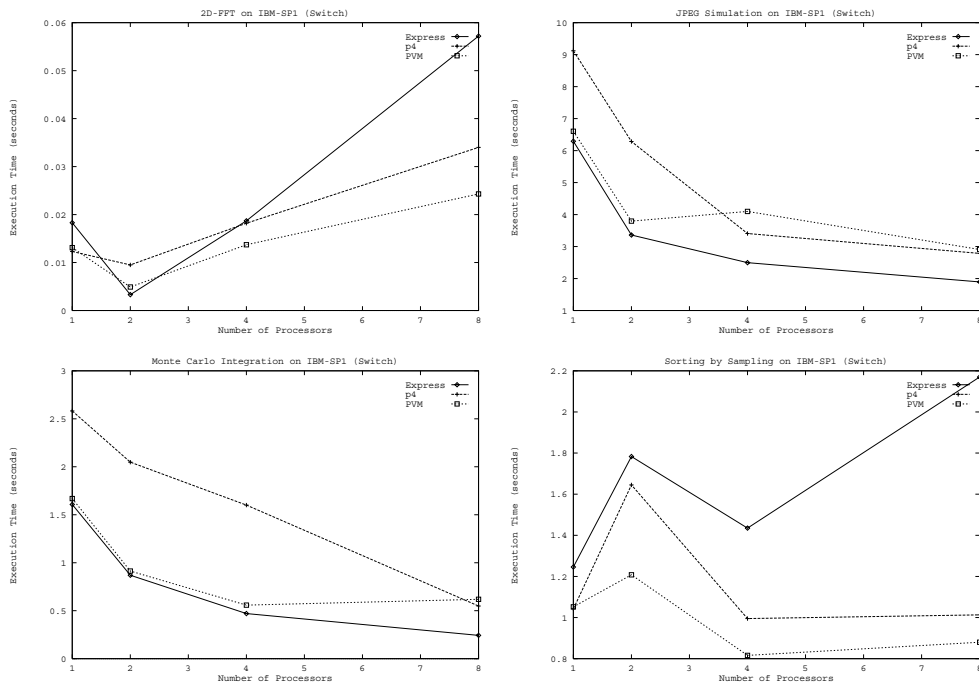 2D-FFT on IBM-SP1 (Switch)
Express
p4
PVM
0.06
0.05
0.04
0.03
0.02
0.01
0
Execution Time (seconds)
1 2 3 4 5 6 7 8
Number of Processors
JPEG Simulation on IBM-SP1 (Switch)
Express
p4
PVM
10
9
8
7
6
5
4
3
2
1
Execution Time (seconds)
1 2 3 4 5 6 7 8
Number of Processors
Monte Carlo Integration on IBM-SP1 (Switch)
Express
p4
PVM
3
2.5
2
1.5
1
0.5
0
Execution Time (seconds)
1 2 3 4 5 6 7 8
Number of Processors
Sorting by Sampling on IBM-SP1 (Switch)
Express
p4
PVM
2.2
2
1.8
1.6
1.4
1.2
1
0.8
Execution Time (seconds)
1 2 3 4 5 6 7 8
Number of Processors